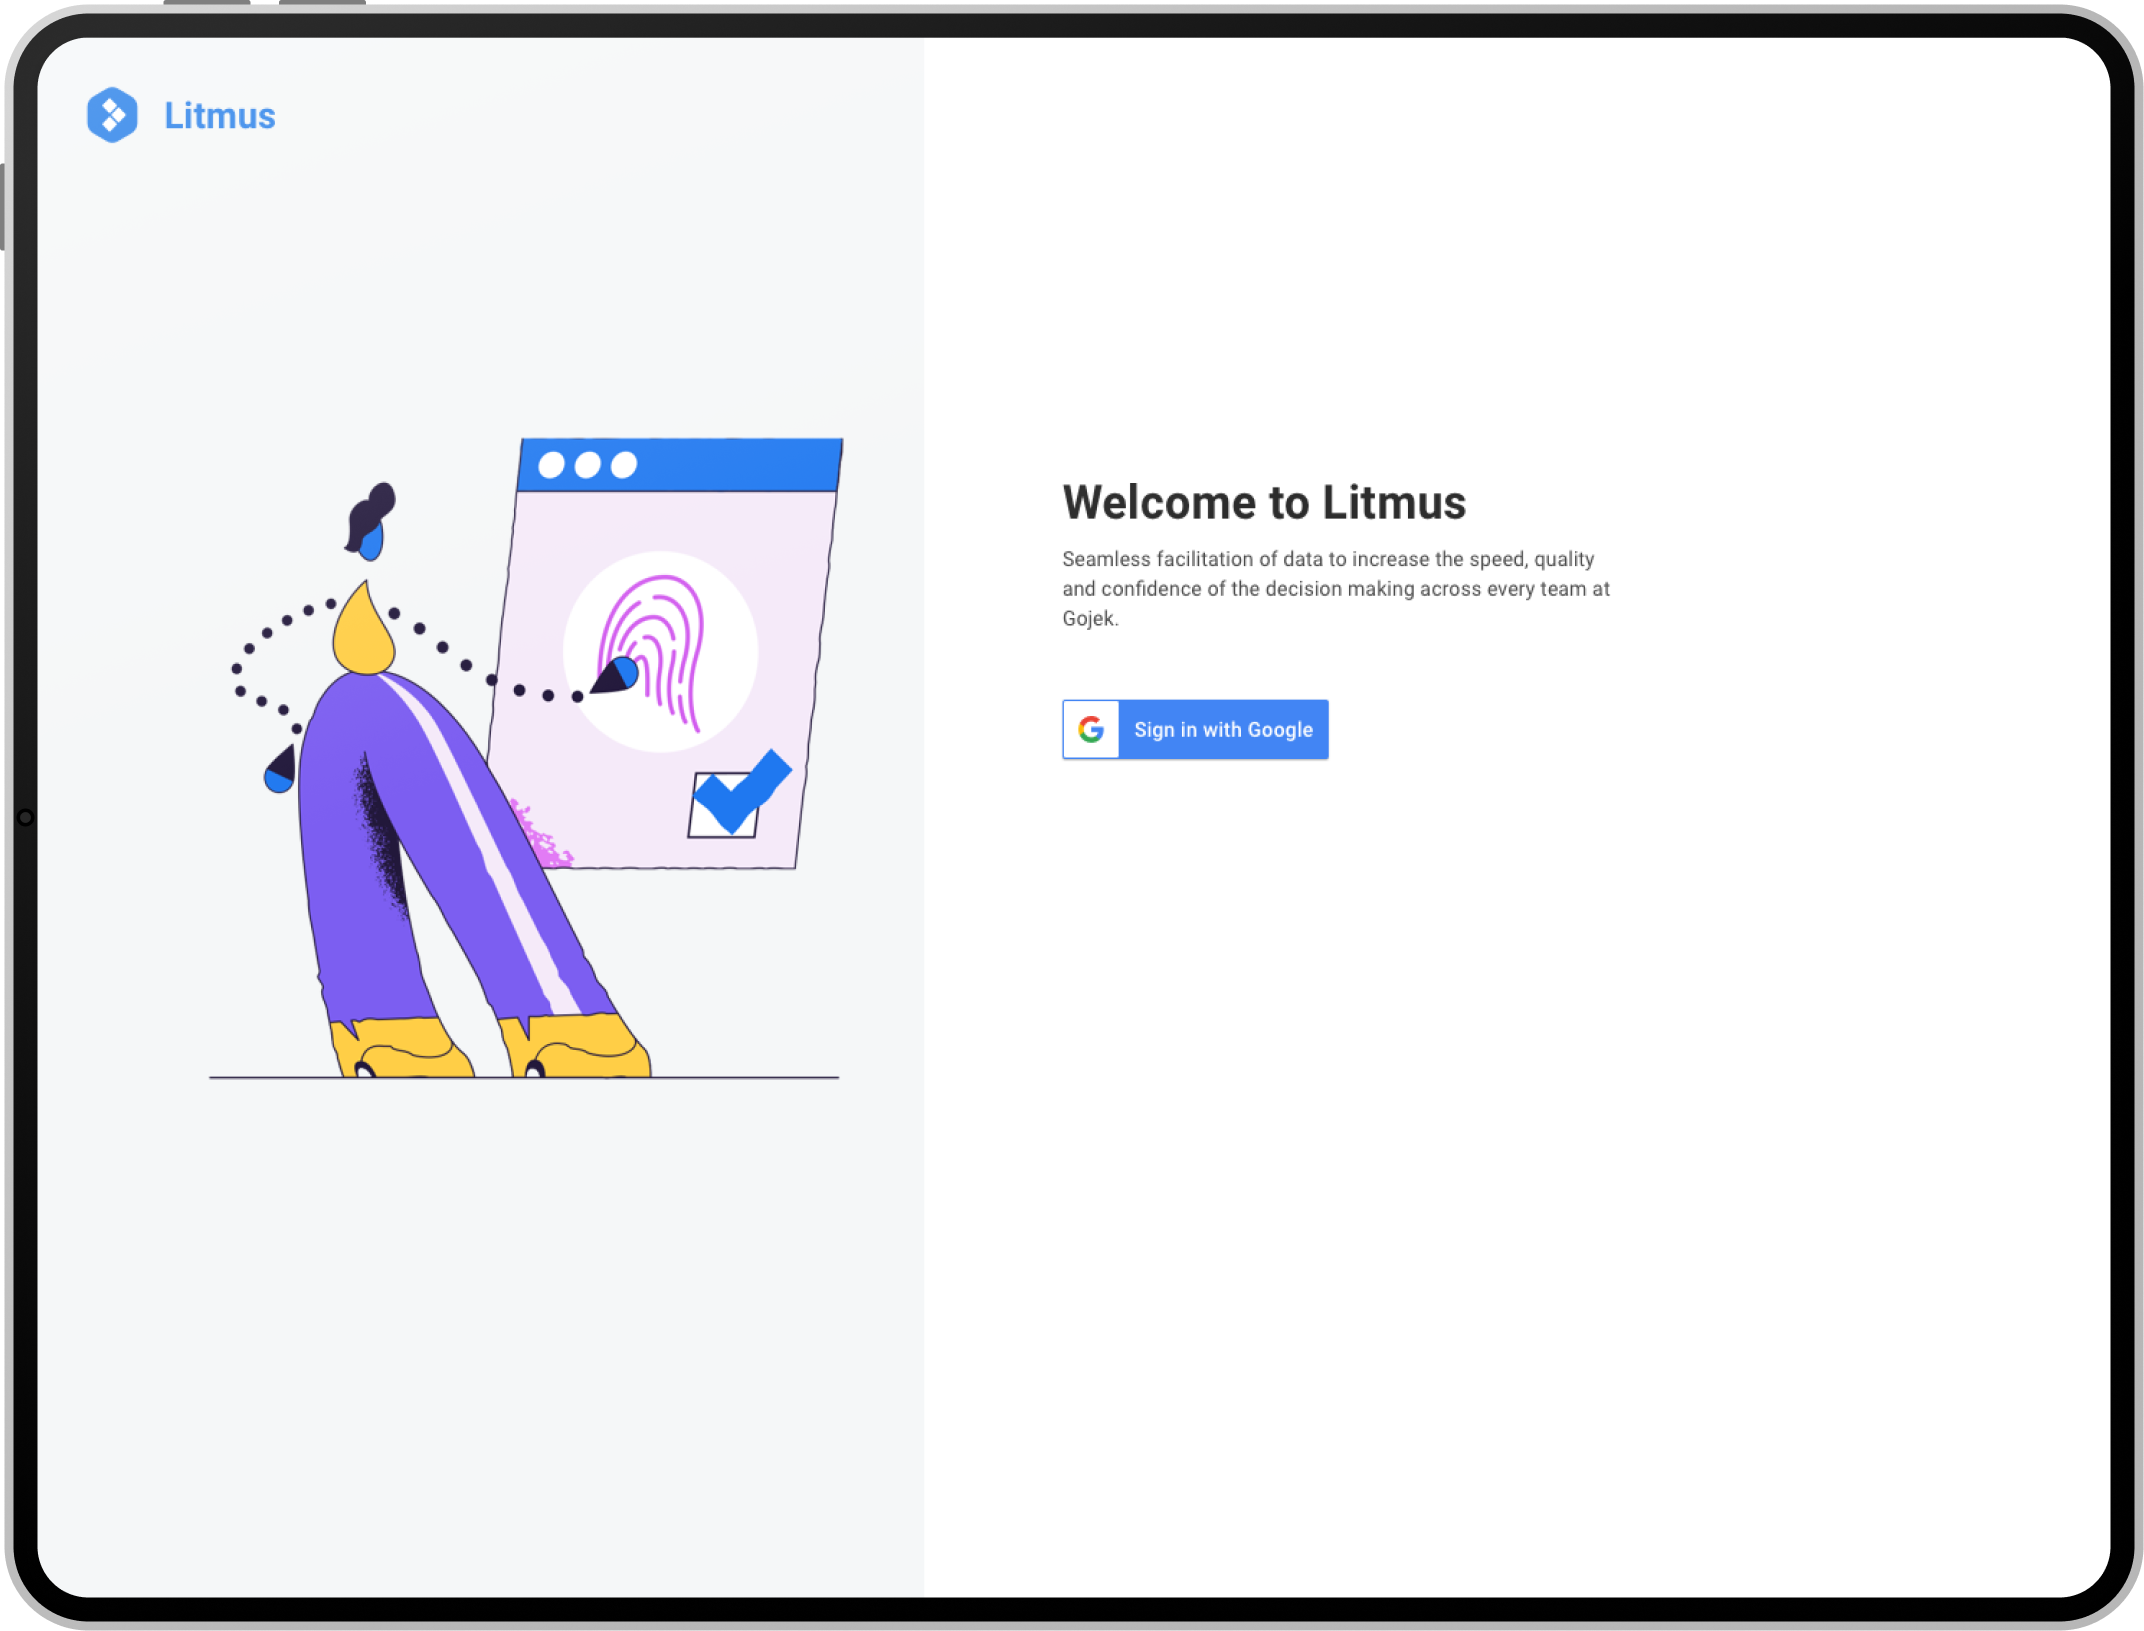 Litmus
Welcome to Litmus
Seamless facilitation of data to increase the speed, quality
and confidence of the decision making across every team at
Gojek.
Sign in with Google